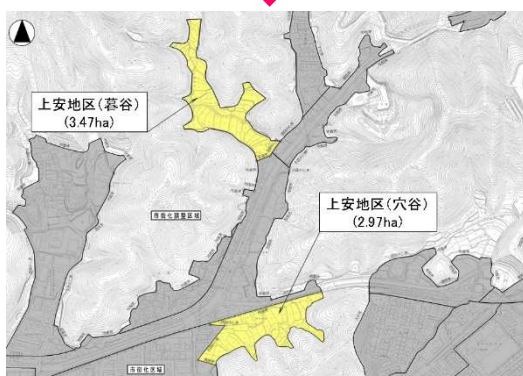 上安地区(暮谷)
(3.47ha)
上安地区(穴谷)
(2.97ha)
市街化調整区域
市街化区域